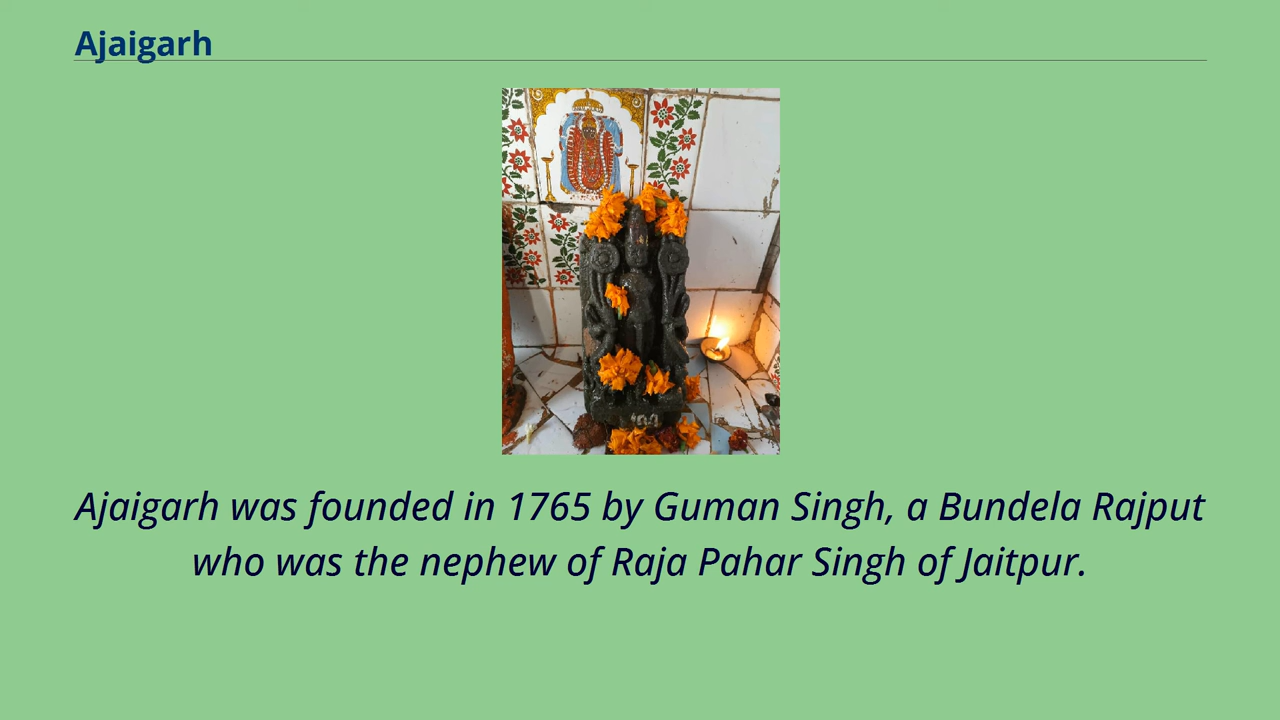 Ajaigarh
Ajaigarh was founded in 1765 by Guman Singh, a Bundela Rajput
who was the nephew of Raja Pahar Singh of Jaitpur.